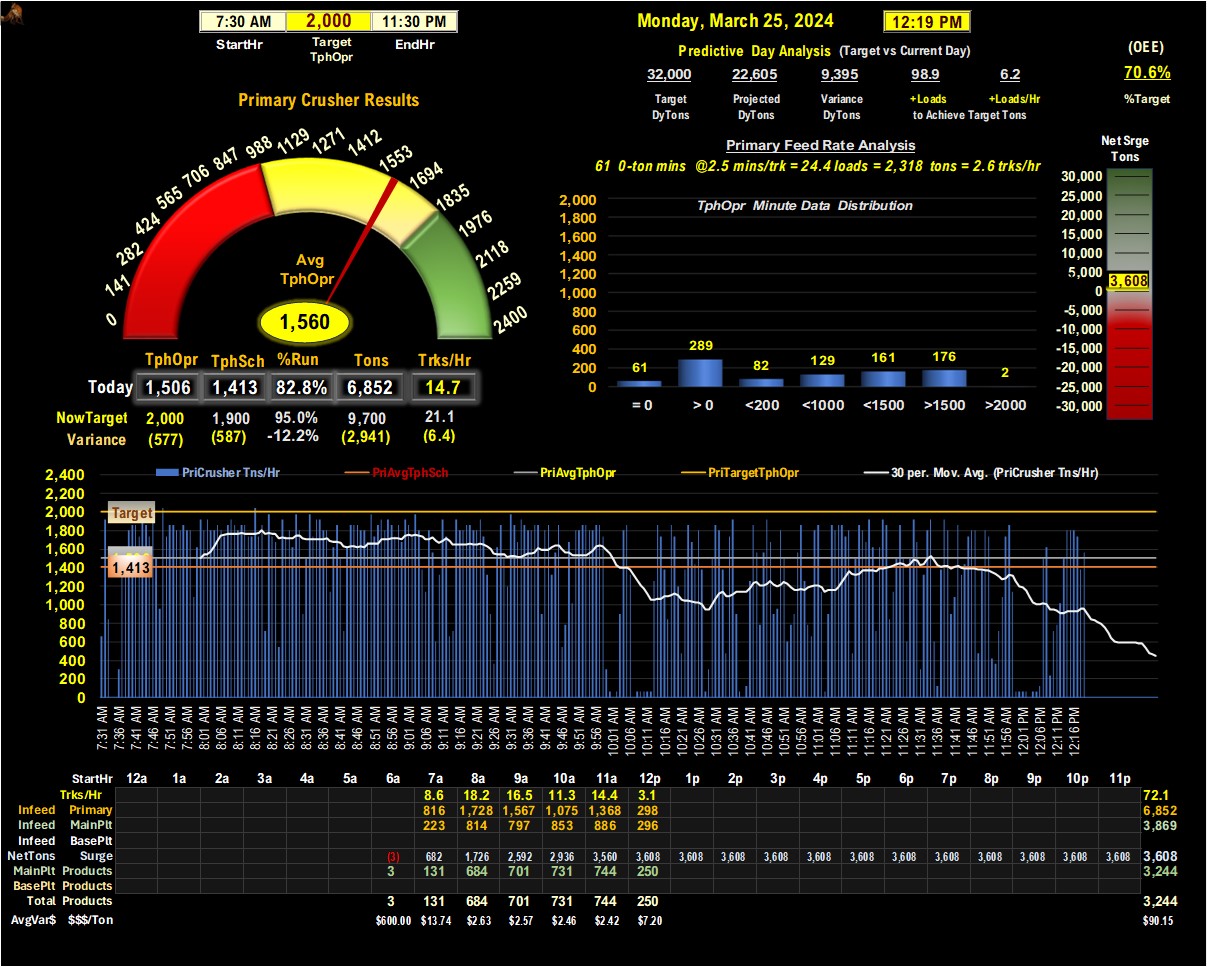 7:30 AM 2,000 11:30 PM
StartHr Target TphOpr EndHr
Monday, March 25, 2024 12:19 PM
Predictive Day Analysis (Target vs Current Day)
32,000 22,605 9,395 98.9 6.2
Target DyTons Projected DyTons Variance DyTons +Loads +Loads/Hr
to Achieve Target Tons
(OEE)
70.6%
%Target
Primary Crusher Results
0 141 282 424 565 706 847 988 1129 1271 1412 1553 1694 1835 1976 2118 2259 2400
Avg
TphOpr
1,560
TphOpr TphSch %Run Tons Trks/Hr
Today 1,506 1,413 82.8% 6,852 14.7
NowTarget 2,000 1,900 95.0% 9,700 21.1
Variance (577) (587) -12.2% (2,941) (6.4)
Primary Feed Rate Analysis
61 0-ton mins @2.5 mins/trk = 24.4 loads = 2,318 tons = 2.6 trks/hr
TphOpr Minute Data Distribution
2,000
1,800
1,600
1,400
1,200
1,000
800
600
400
200
0
61 289 82 129 161 176 2
= 0 > 0 <200 <1000 <1500 >1500 >2000
Net Srge
Tons
30,000
25,000
20,000
15,000
10,000
5,000
3,608
0
-5,000
-10,000
-15,000
-20,000
-25,000
-30,000
PriCrusher Tns/Hr PriAvgTphSch PriAvgTphOpr PriTargetTphOpr 30 per. Mov. Avg. (PriCrusher Tns/Hr)
2,400
2,200
2,000
1,800
1,600
1,400
1,200
1,000
800
600
400
200
0
Target
1,413
7:31 AM 7:36 AM 7:41 AM 7:46 AM 7:51 AM 7:56 AM 8:01 AM 8:06 AM 8:11 AM 8:16 AM 8:21 AM 8:26 AM 8:31 AM 8:36 AM 8:41 AM 8:46 AM 8:51 AM 8:56 AM 9:01 AM 9:06 AM 9:11 AM 9:16 AM 9:21 AM 9:26 AM 9:31 AM 9:36 AM 9:41 AM 9:46 AM 9:51 AM 9:56 AM 10:01 AM 10:06 AM 10:11 AM 10:16 AM 10:21 AM 10:26 AM 10:31 AM 10:36 AM 10:41 AM 10:46 AM 10:51 AM 10:56 AM 11:01 AM 11:06 AM 11:11 AM 11:16 AM 11:21 AM 11:26 AM 11:31 AM 11:36 AM 11:41 AM 11:46 AM 11:51 AM 11:56 AM 12:01 PM 12:06 PM 12:11 PM 12:16 PM
StartHr 12a 1a 2a 3a 4a 5a 6a 7a 8a 9a 10a 11a 12p 1p 2p 3p 4p 5p 6p 7p 8p 9p 10p 11p
Trks/Hr 8.6 18.2 16.5 11.3 14.4 3.1 72.1
Infeed Primary 816 1,728 1,567 1,075 1,368 298 6,852
Infeed MainPlt 223 814 797 853 886 296 3,869
Infeed BasePlt
NetTons Surge (3) 682 1,726 2,592 2,936 3,560 3,608 3,608 3,608 3,608 3,608 3,608 3,608 3,608 3,608 3,608 3,608 3,608 3,608
MainPlt Products 3 131 684 701 731 744 250 3,244
BasePlt Products
Total Products 3 131 684 701 731 744 250 3,244
AvgVar$ $$$/Ton $600.00 $13.74 $2.63 $2.57 $2.46 $2.42 $7.20 $90.15